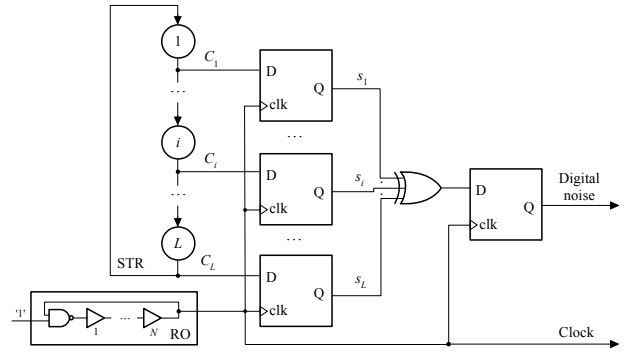 1
C1
D
Q
clk
s1
...
...
i
Ci
D
Q
clk
si
...
Digital
noise
D
Q
clk
...
...
L
CL
STR
D
Q
clk
sL
'1'
1
...
N
RO
Clock